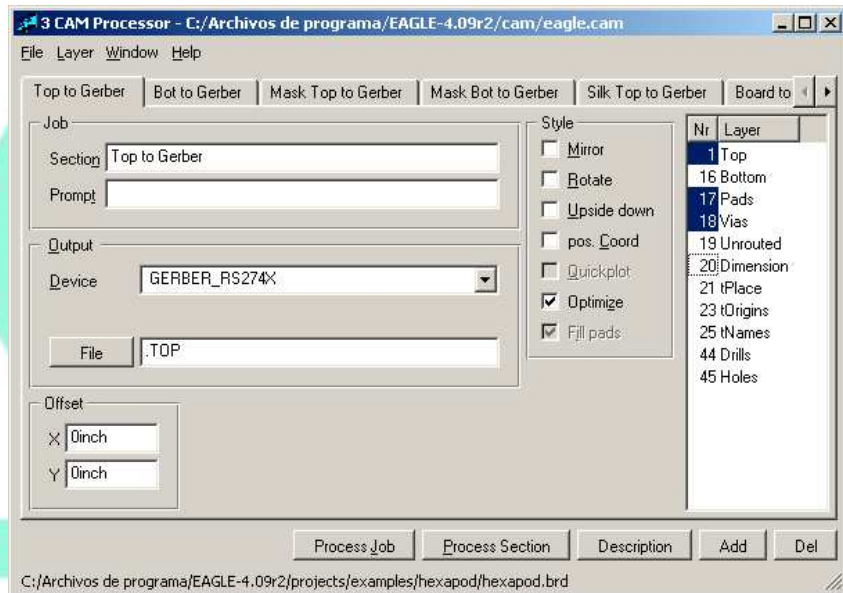 3 CAM Processor - C:/Archivos de programa/EAGLE-4.09r2/cam/eagle.cam
File Layer Window Help
Top to Gerber Bot to Gerber Mask Top to Gerber Mask Bot to Gerber Silk Top to Gerber Board to
Job
Section Top to Gerber
Prompt
Output
Device GERBER_RS274X
File .TOP
Offset
X 0inch
Y 0inch
Style
Mirror
Rotate
Upside down
pos. Coord
Quickplot
Optimize
Fill pads
Nr Layer
1 Top
16 Bottom
17 Pads
18 Vias
19 Unrouted
20 Dimension
21 tPlace
23 tOrigins
25 tNames
44 Drills
45 Holes
Process Job Process Section Description Add Del
C:/Archivos de programa/EAGLE-4.09r2/projects/examples/hexapod/hexapod.brd